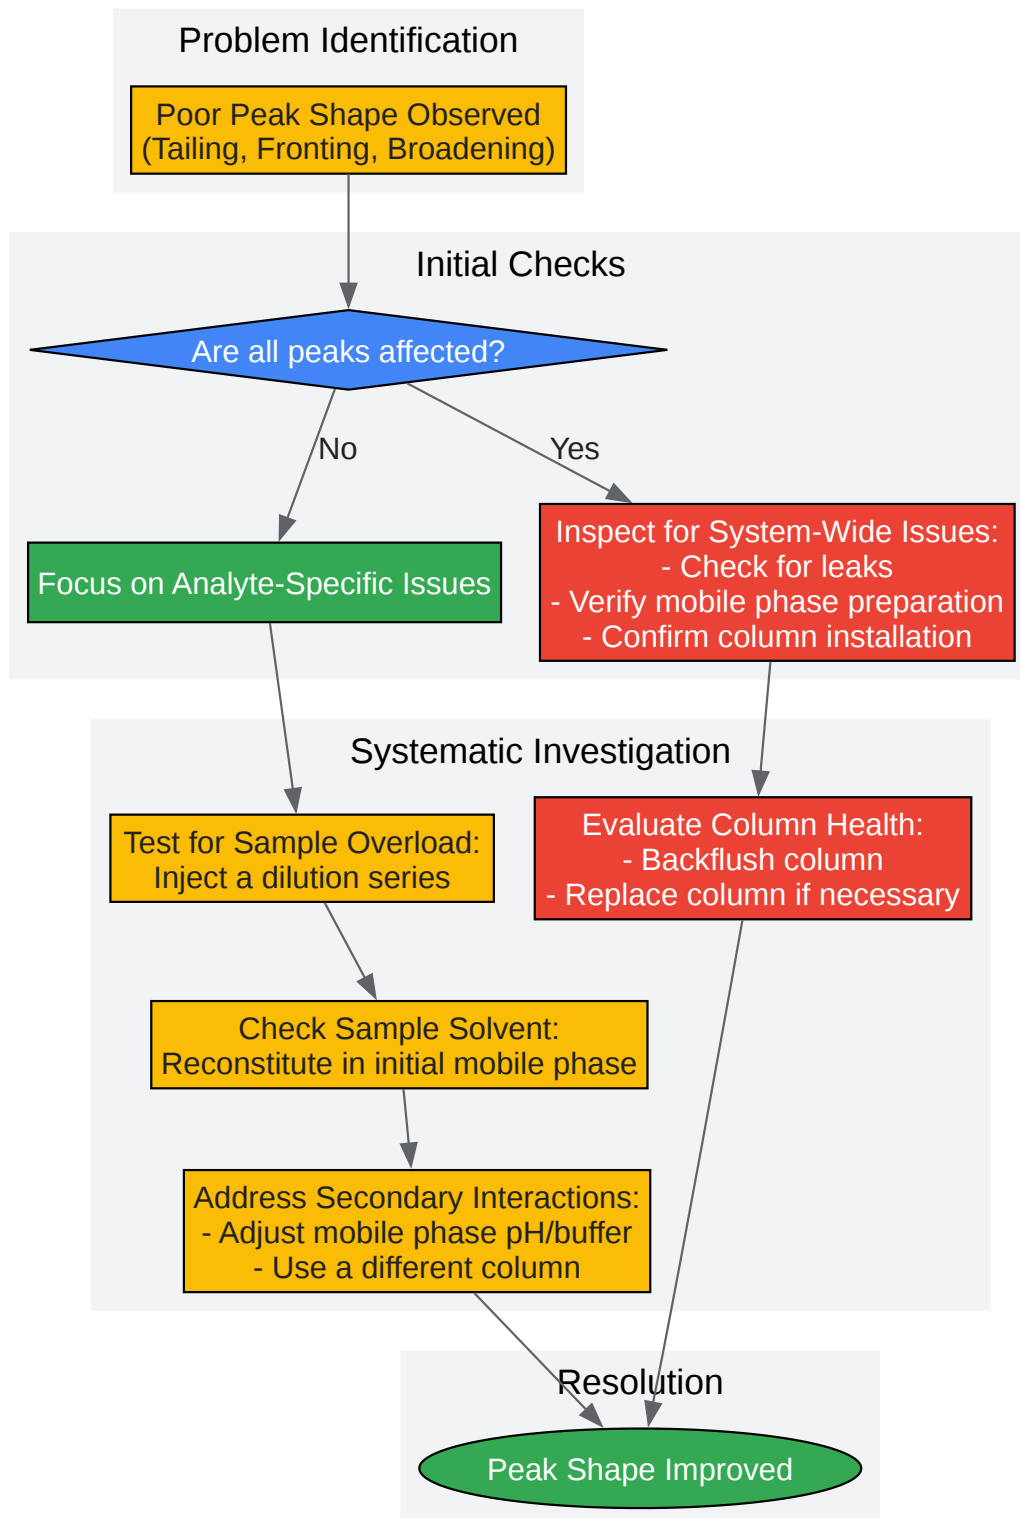 Problem Identification
Poor Peak Shape Observed
(Tailing, Fronting, Broadening)
Initial Checks
Are all peaks affected?
No
Yes
Focus on Analyte-Specific Issues
Inspect for System-Wide Issues:
- Check for leaks
- Verify mobile phase preparation
- Confirm column installation
Systematic Investigation
Test for Sample Overload:
Inject a dilution series
Evaluate Column Health:
- Backflush column
- Replace column if necessary
Check Sample Solvent:
Reconstitute in initial mobile phase
Address Secondary Interactions:
- Adjust mobile phase pH/buffer
- Use a different column
Resolution
Peak Shape Improved